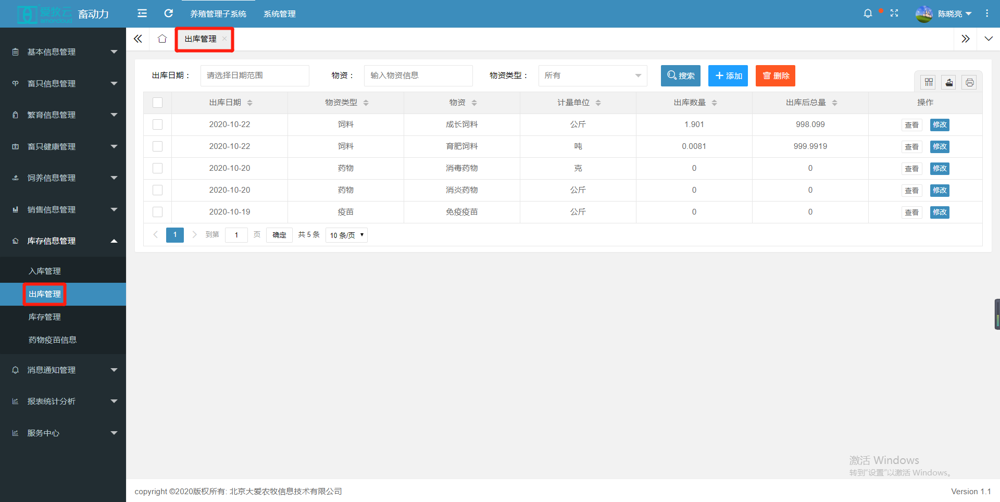 爱牧云 畜动力
养殖管理子系统 系统管理
陈晓亮
出库管理
基本信息管理
畜只信息管理
繁育信息管理
畜只健康管理
饲养信息管理
销售信息管理
库存信息管理
入库管理
出库管理
库存管理
药物疫苗信息
消息通知管理
报表统计分析
服务中心
出库日期： 请选择日期范围 物资： 输入物资信息 物资类型： 所有 搜索 添加 删除
出库日期 物资类型 物资 计量单位 出库数量 出库后总量 操作
2020-10-22 饲料 成长饲料 公斤 1.901 998.099 查看 修改
2020-10-22 饲料 育肥饲料 吨 0.0081 999.9919 查看 修改
2020-10-20 药物 消毒药物 克 0 0 查看 修改
2020-10-20 药物 消炎药物 公斤 0 0 查看 修改
2020-10-19 疫苗 免疫疫苗 公斤 0 0 查看 修改
1 到第 1 页 确定 共 5 条 10 条/页
激活 Windows
转到"设置"以激活 Windows。
copyright ©2020版权所有: 北京大爱农牧信息技术有限公司
Version 1.1